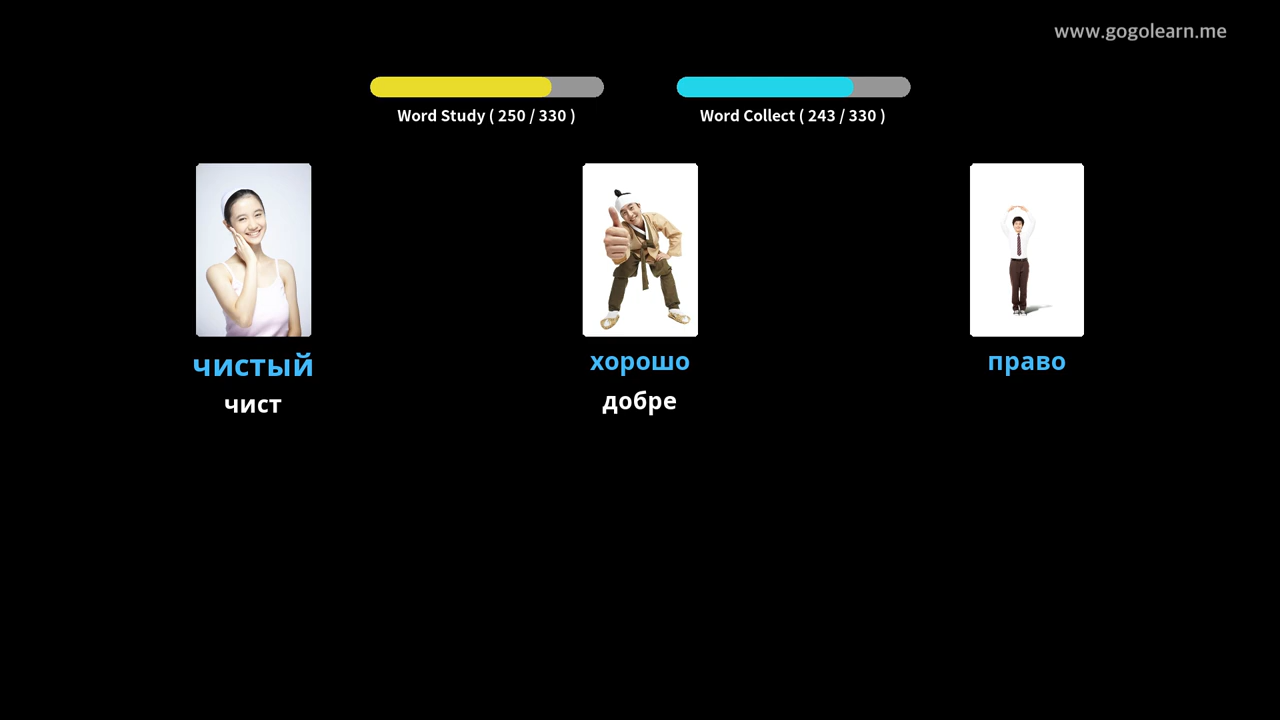 www.gogolearn.me
Word Study ( 250 / 330 )
Word Collect ( 243 / 330 )
чистый
чист
хорошо
добре
право